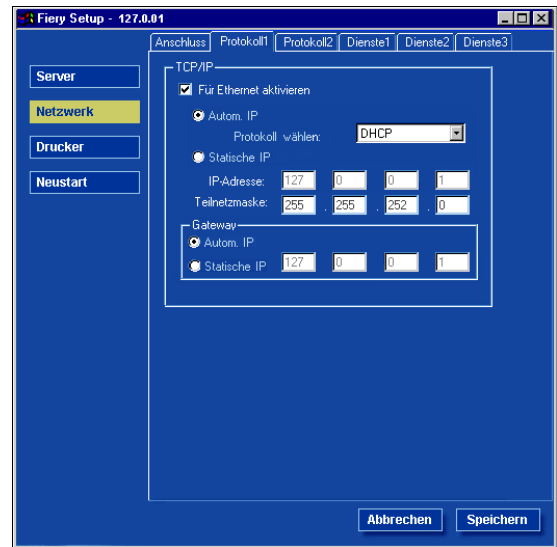 Fiery Setup - 127.0.01
Anschluss Protokoll1 Protokoll2 Dienste1 Dienste2 Dienste3
Server
Netzwerk
Drucker
Neustart
TCP/IP
Für Ethernet aktivieren
Autom. IP
Protokoll wählen: DHCP
Statische IP
IP-Adresse: 127 0 0 1
Teilnetzmaske: 255 . 255 . 252 . 0
Gateway
Autom. IP
Statische IP 127 0 0 1
Abbrechen Speichern